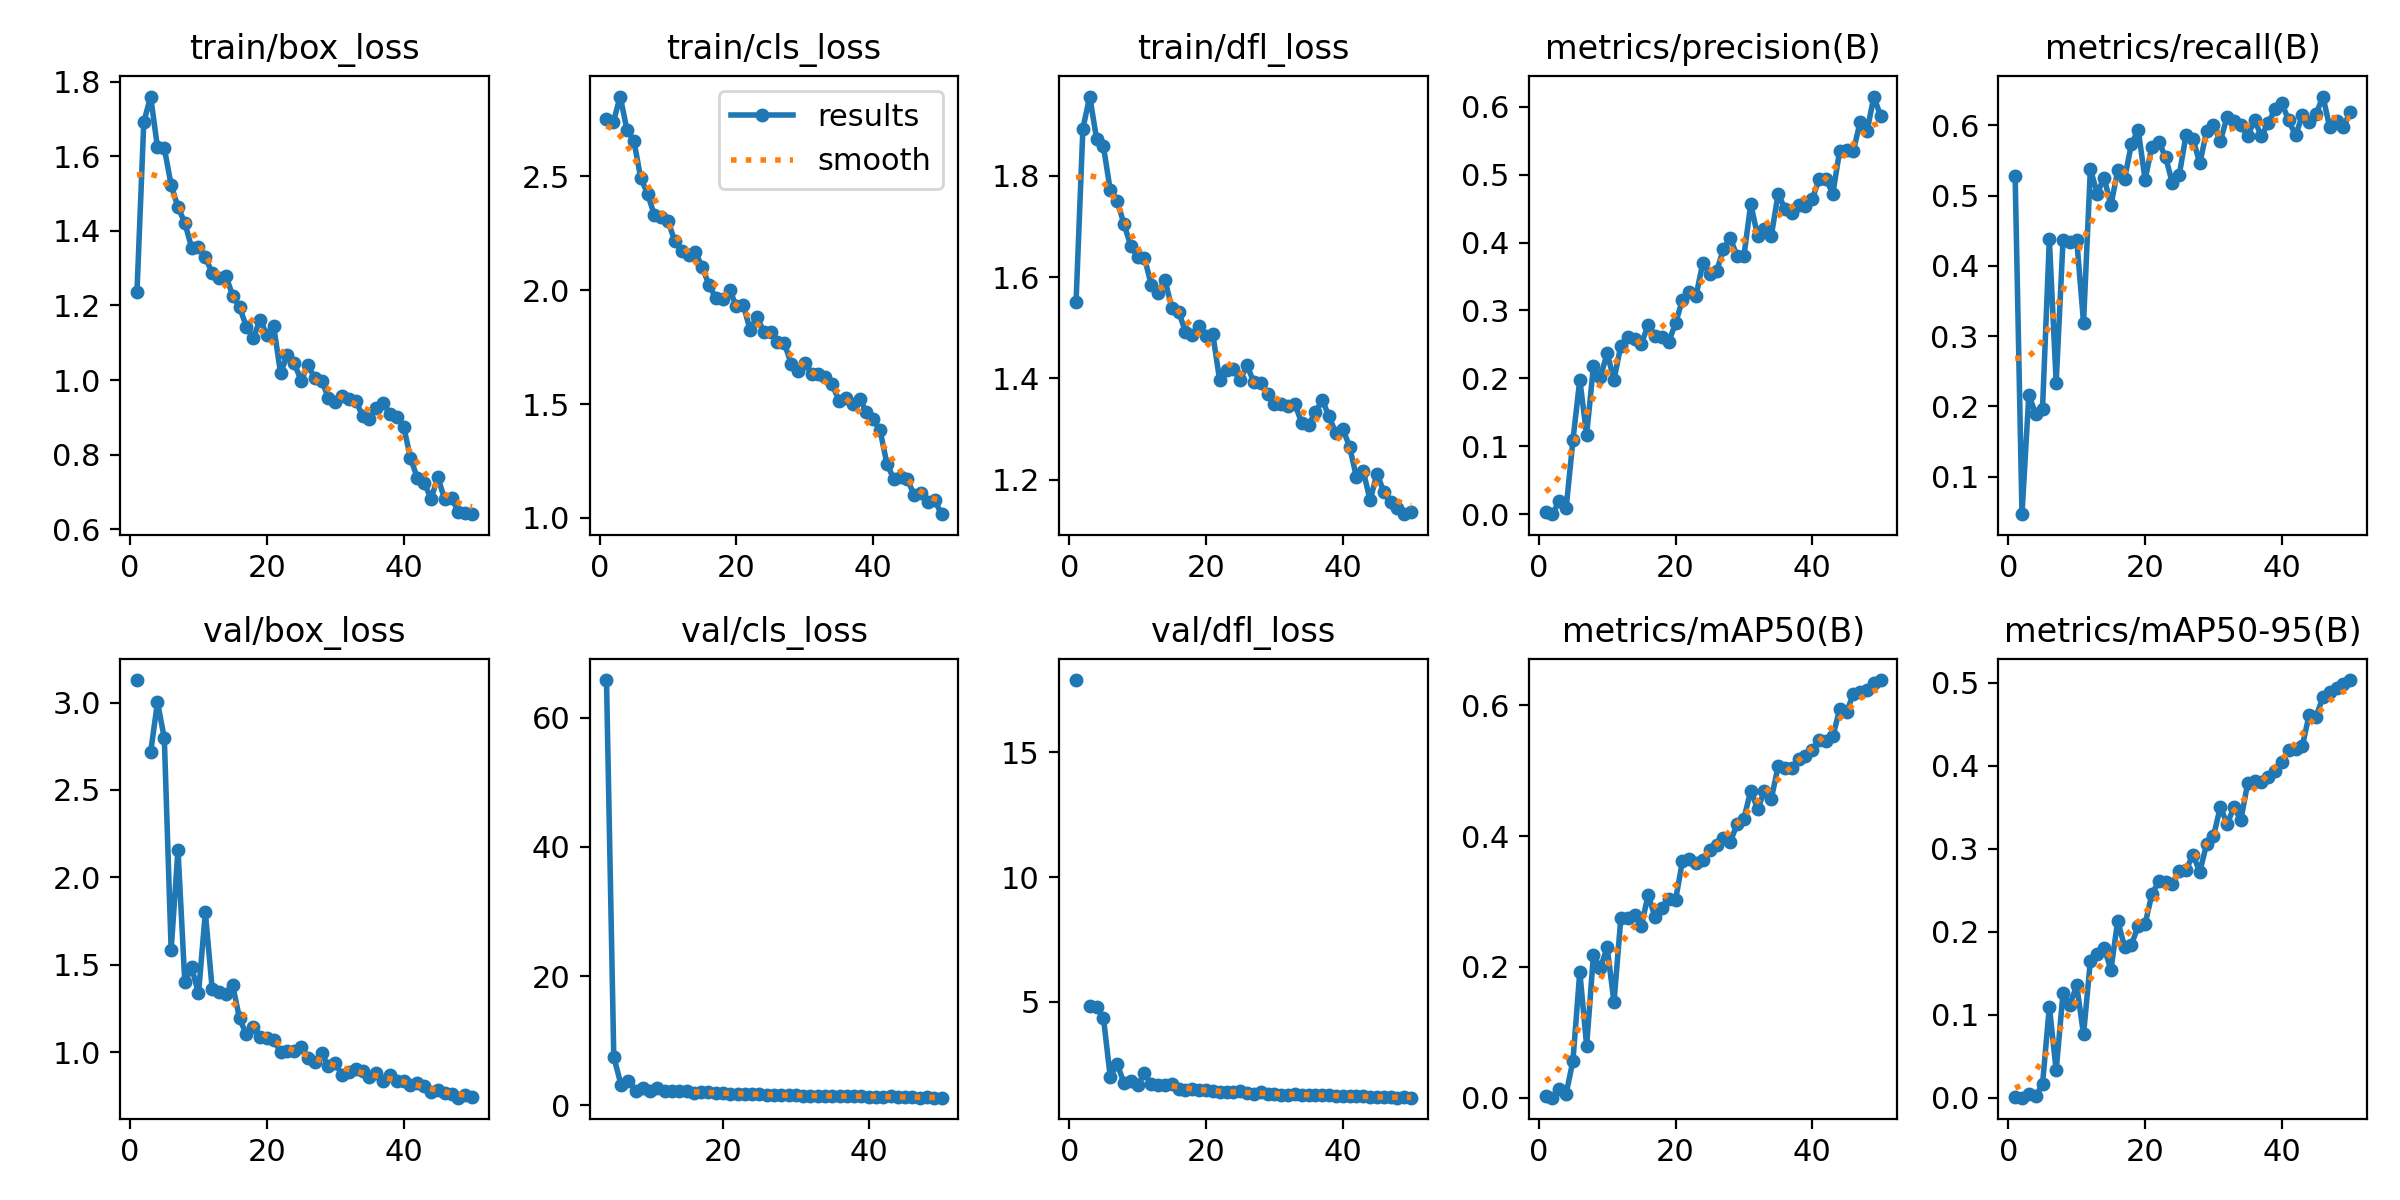 train/box_loss
1.8
1.6
1.4
1.2
1.0
0.8
0.6
0 20 40
train/cls_loss
results
smooth
2.5
2.0
1.5
1.0
0 20 40
train/dfl_loss
1.8
1.6
1.4
1.2
0 20 40
metrics/precision(B)
0.6
0.5
0.4
0.3
0.2
0.1
0.0
0 20 40
metrics/recall(B)
0.6
0.5
0.4
0.3
0.2
0.1
0 20 40
val/box_loss
3.0
2.5
2.0
1.5
1.0
0 20 40
val/cls_loss
60
40
20
0
20 40
val/dfl_loss
15
10
5
0 20 40
metrics/mAP50(B)
0.6
0.4
0.2
0.0
0 20 40
metrics/mAP50-95(B)
0.5
0.4
0.3
0.2
0.1
0.0
0 20 40